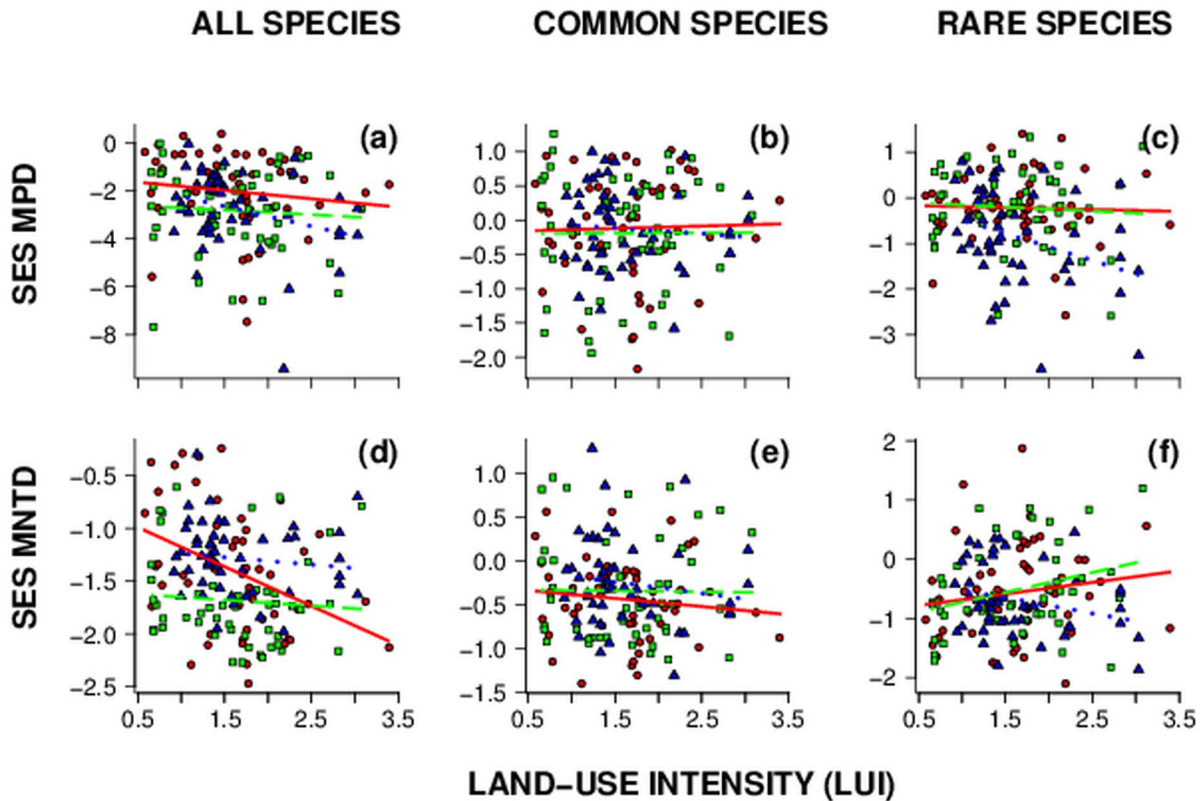 ALL SPECIES COMMON SPECIES RARE SPECIES
SES MPD
(a)
0
−2
−4
−6
−8
(b)
1.0
0.5
0.0
−0.5
−1.0
−1.5
−2.0
(c)
1
0
−1
−2
−3
SES MNTD
(d)
−0.5
−1.0
−1.5
−2.0
−2.5
0.5 1.5 2.5 3.5
(e)
1.0
0.5
0.0
−0.5
−1.0
−1.5
0.5 1.5 2.5 3.5
(f)
2
1
0
−1
−2
0.5 1.5 2.5 3.5
LAND−USE INTENSITY (LUI)